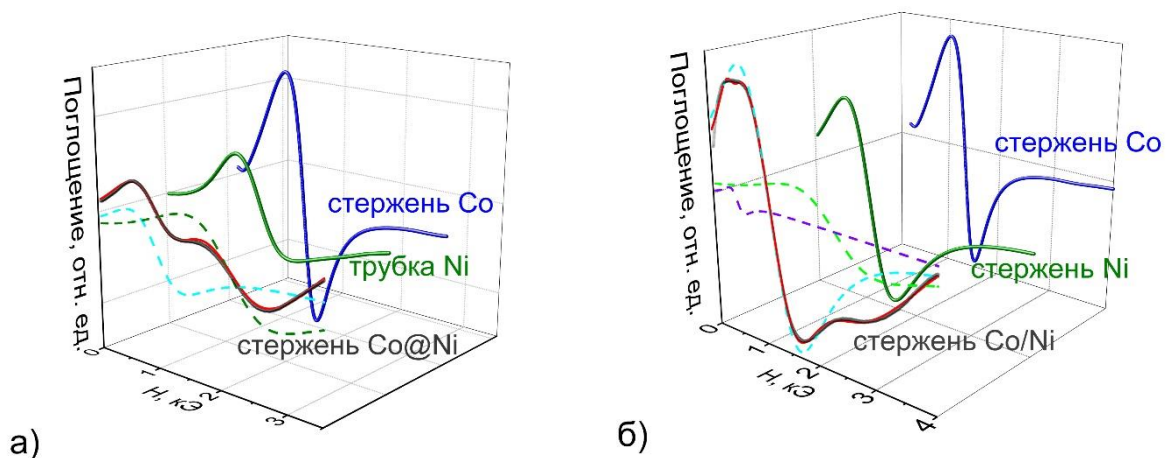 Поглощение, отн. ед.
стержень Co
трубка Ni
стержень Co@Ni
0
1
2
3
H, кЭ
а)
Поглощение, отн. ед.
стержень Co
стержень Ni
стержень Co/Ni
0
1
2
3
4
H, кЭ
б)